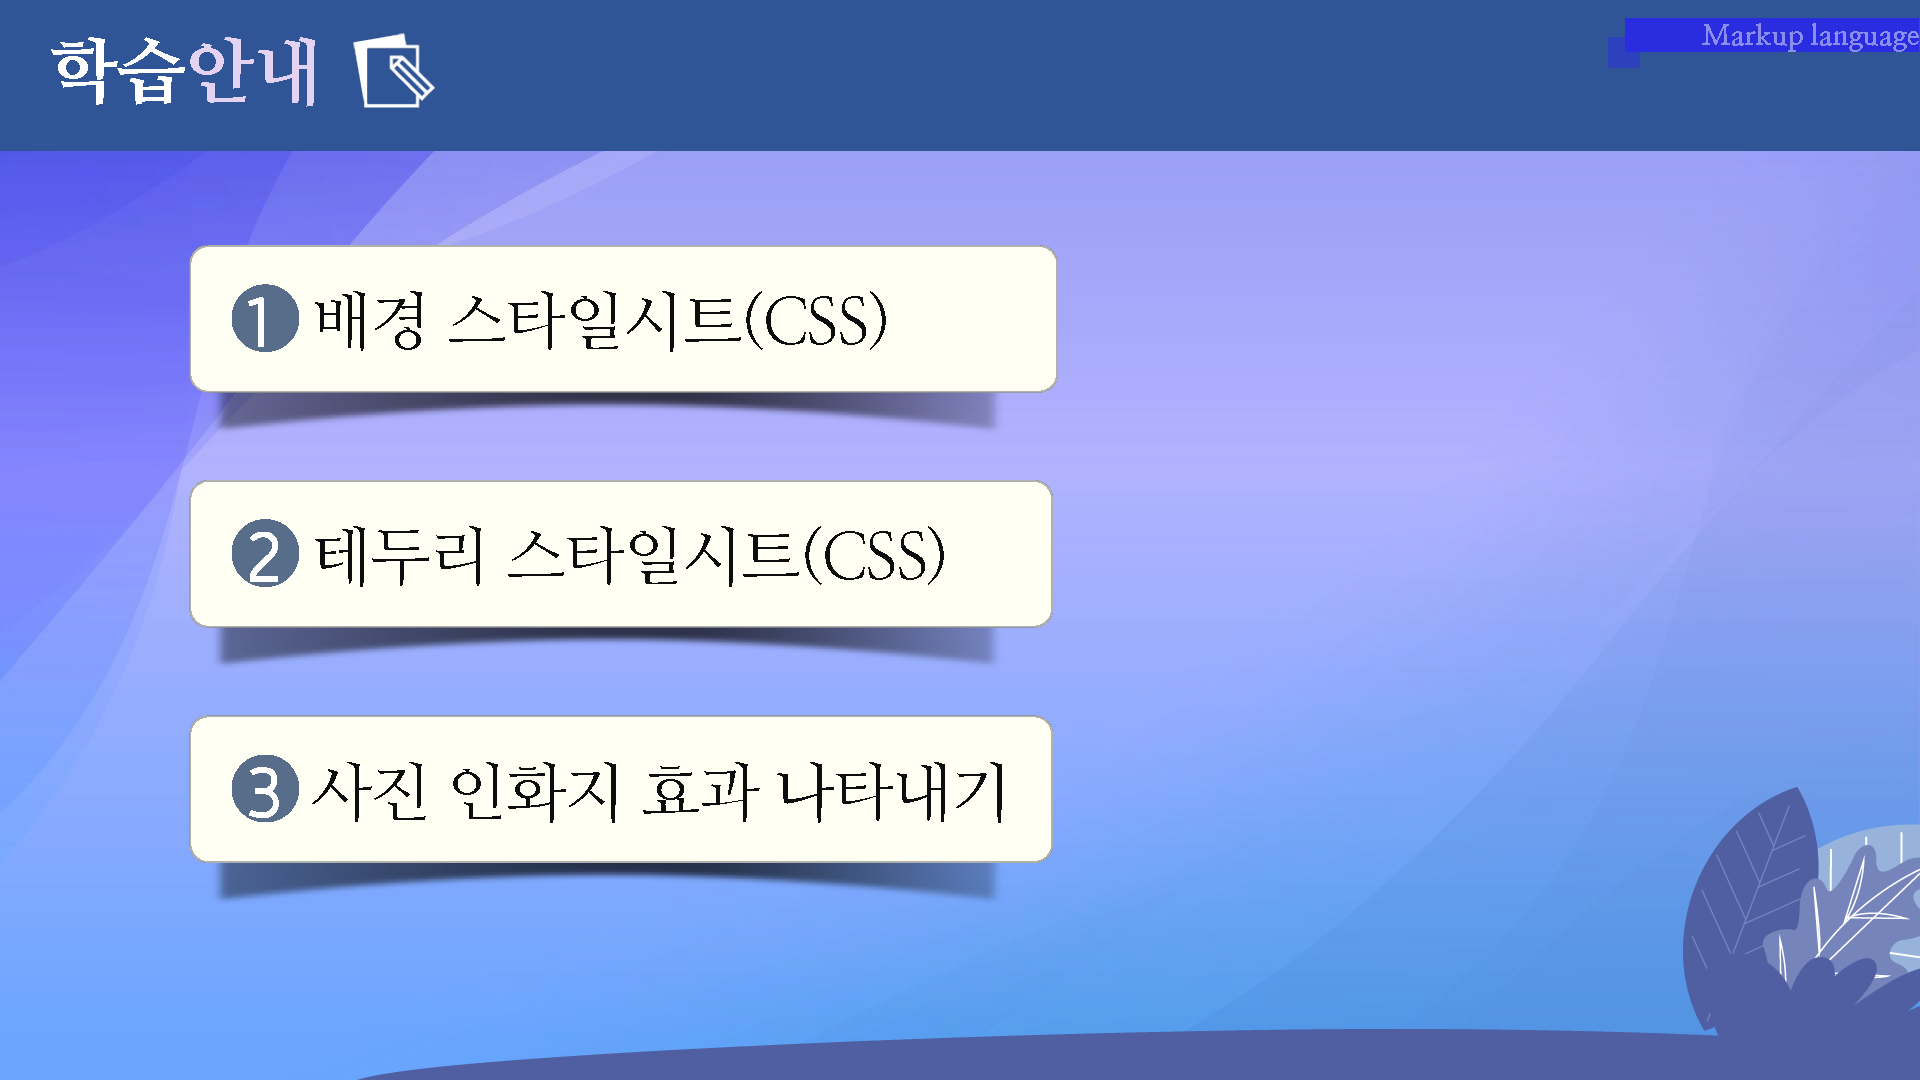 학습안내
Markup language
1 배경 스타일시트(CSS)
2 테두리 스타일시트(CSS)
3 사진 인화지 효과 나타내기